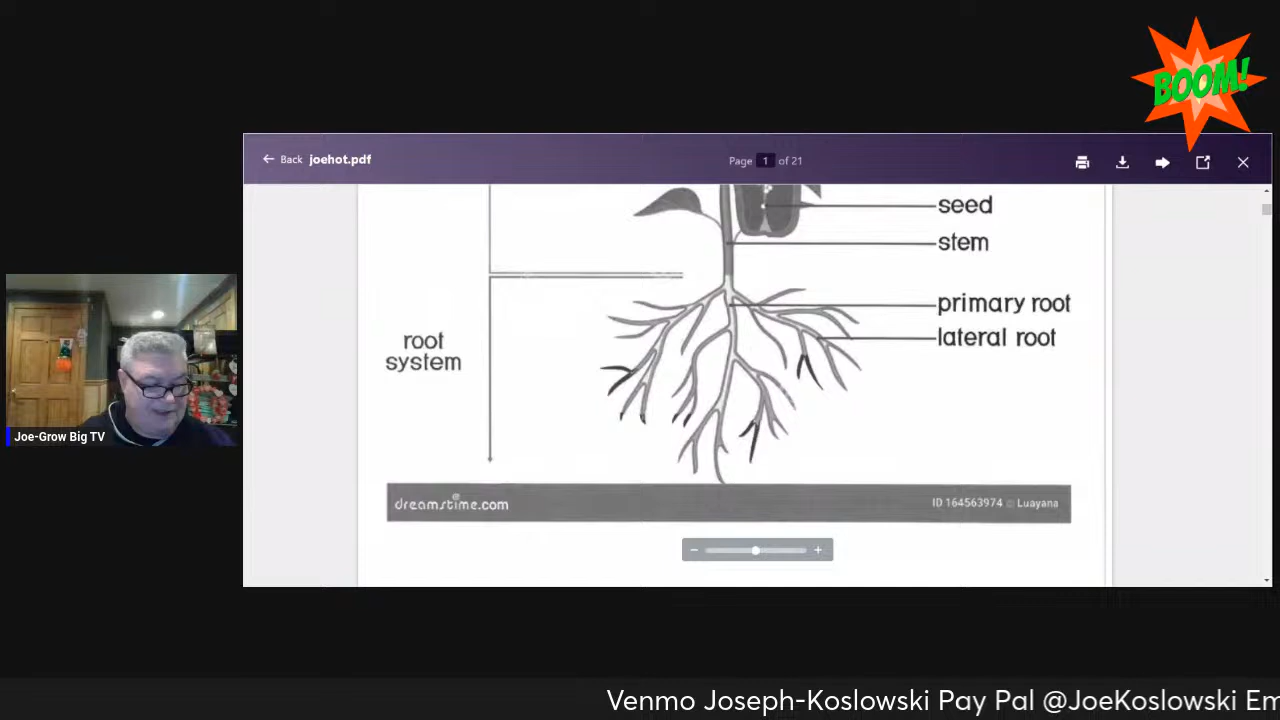 BOOM!
Back joehot.pdf
Page 1 of 21
seed
stem
primary root
lateral root
root
system
dreamstime.com
ID 164563974 © Luayana
Joe-Grow Big TV
Venmo Joseph-Koslowski Pay Pal @JoeKoslowski Em